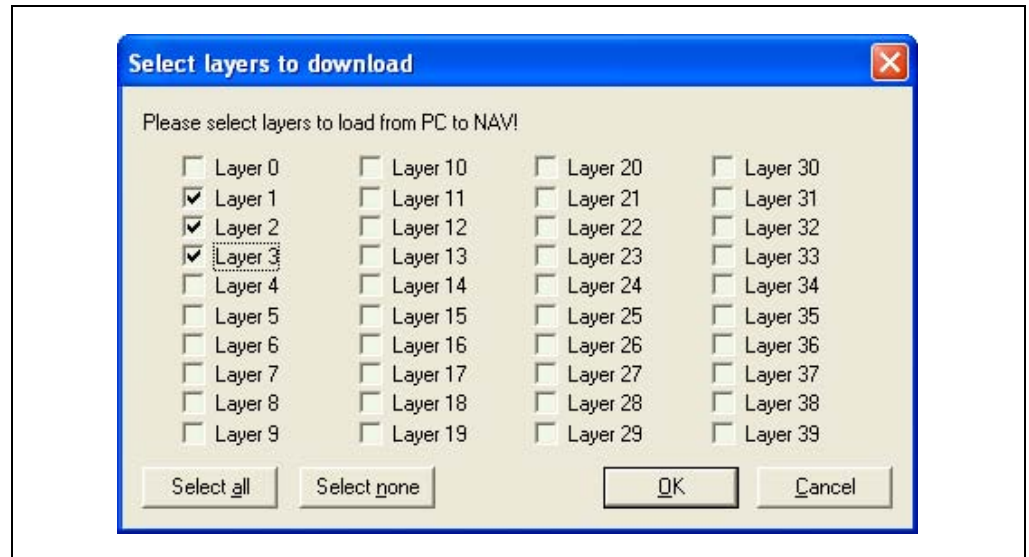 Select layers to download
Please select layers to load from PC to NAV!
Layer 0 Layer 10 Layer 20 Layer 30
Layer 1 Layer 11 Layer 21 Layer 31
Layer 2 Layer 12 Layer 22 Layer 32
Layer 3 Layer 13 Layer 23 Layer 33
Layer 4 Layer 14 Layer 24 Layer 34
Layer 5 Layer 15 Layer 25 Layer 35
Layer 6 Layer 16 Layer 26 Layer 36
Layer 7 Layer 17 Layer 27 Layer 37
Layer 8 Layer 18 Layer 28 Layer 38
Layer 9 Layer 19 Layer 29 Layer 39
Select all Select none OK Cancel